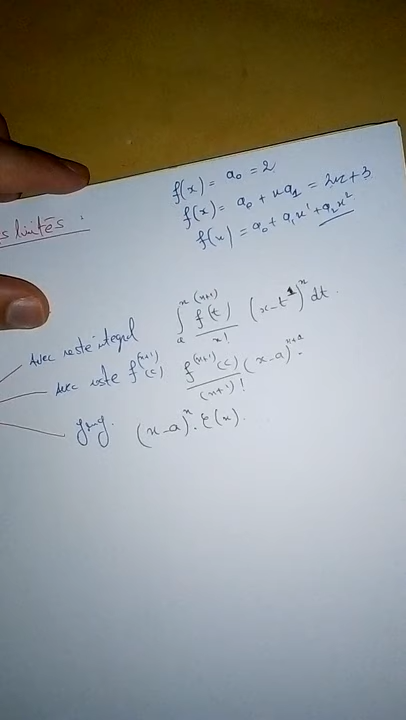 f(x) = a₀ = 2
f(x) = a₀ + x a₁ = 2x + 3
f(x) = a₀ + a₁x¹ + a₂x²
limités :
Avec reste intégral ∫ₐˣ f⁽ⁿ⁺¹⁾(t) / n! (x - t)ⁿ dt.
Avec reste f⁽ⁿ⁺¹⁾(c) f⁽ⁿ⁺¹⁾(c) / (n+1)! (x - a)ⁿ⁺¹.
(x - a)ⁿ . ε(x).